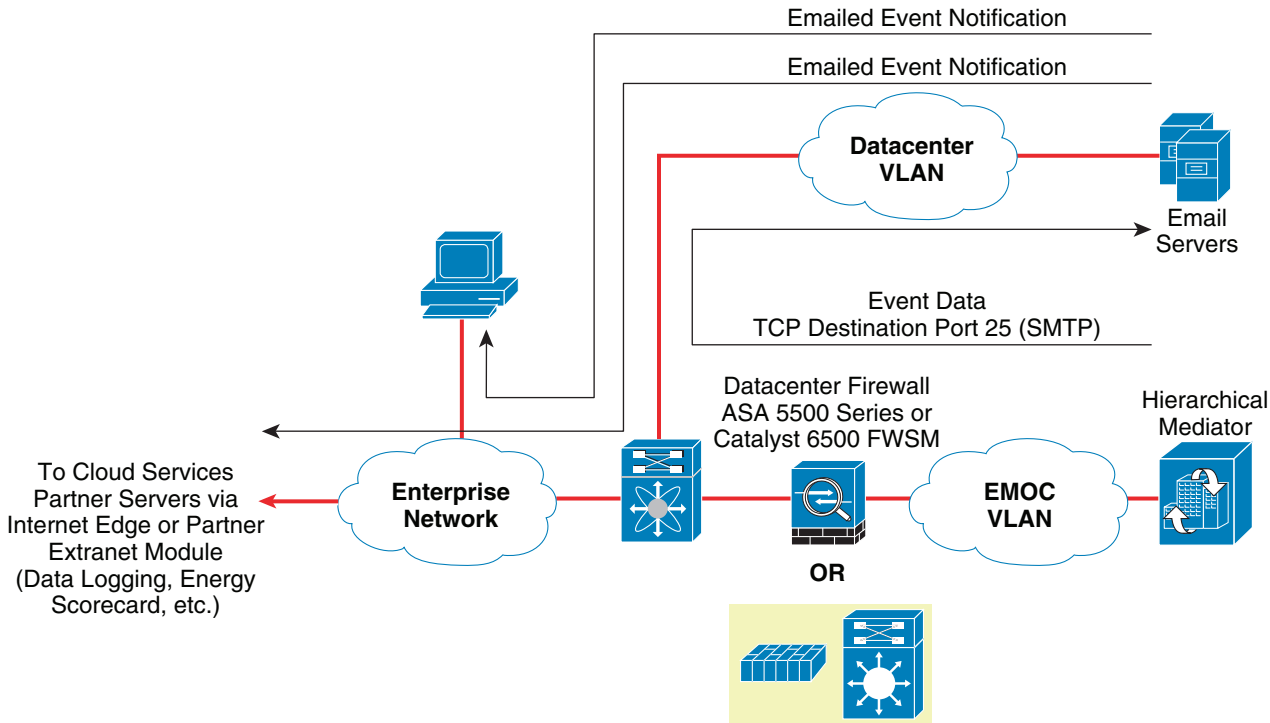 Emailed Event Notification
Emailed Event Notification
Datacenter
VLAN
Email
Servers
Event Data
TCP Destination Port 25 (SMTP)
Datacenter Firewall
ASA 5500 Series or
Catalyst 6500 FWSM
Hierarchical
Mediator
To Cloud Services
Partner Servers via
Internet Edge or Partner
Extranet Module
(Data Logging, Energy
Scorecard, etc.)
Enterprise
Network
EMOC
VLAN
OR